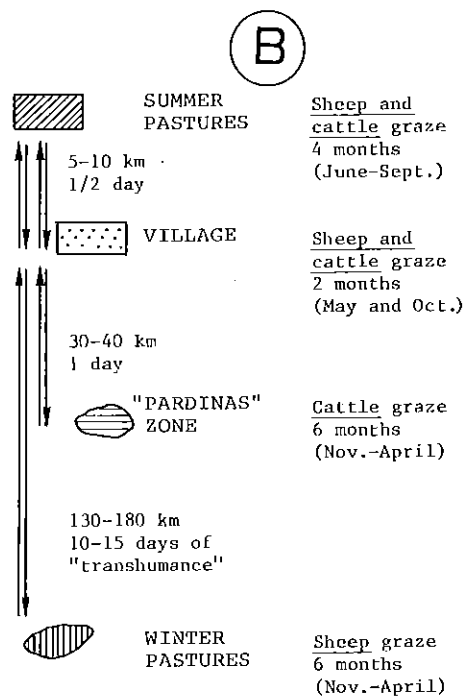 B
SUMMER
PASTURES
Sheep and
cattle graze
4 months
(June-Sept.)
5-10 km
1/2 day
VILLAGE
Sheep and
cattle graze
2 months
(May and Oct.)
30-40 km
1 day
"PARDINAS"
ZONE
Cattle graze
6 months
(Nov.-April)
130-180 km
10-15 days of
"transhumance"
WINTER
PASTURES
Sheep graze
6 months
(Nov.-April)